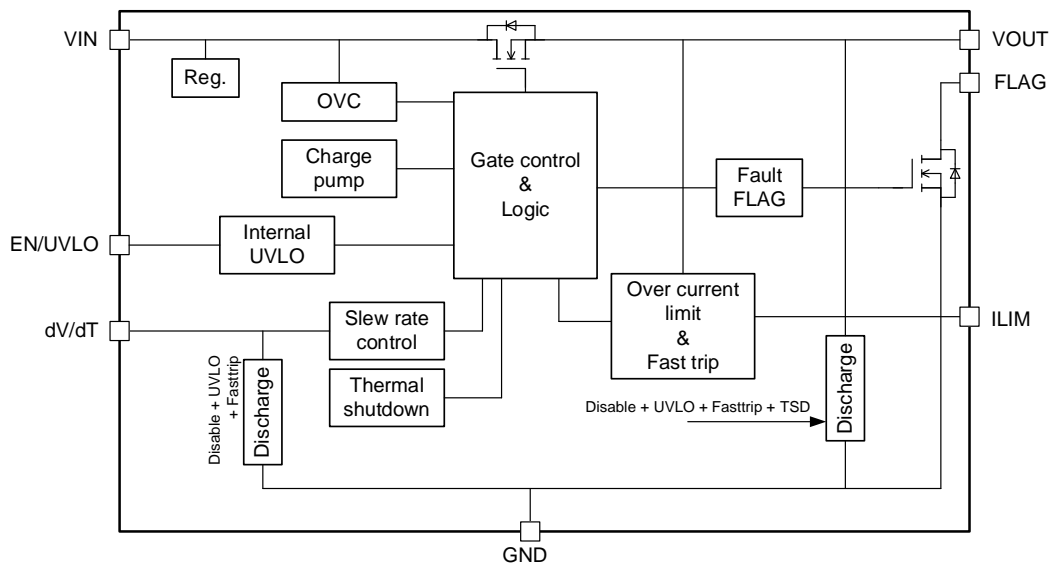 VIN
VOUT
FLAG
Reg.
OVC
Charge
pump
Gate control
&
Logic
Fault
FLAG
EN/UVLO
Internal
UVLO
dV/dT
Slew rate
control
Over current
limit
&
Fast trip
ILIM
Disable + UVLO
+ Fasttrip
Discharge
Thermal
shutdown
Disable + UVLO + Fasttrip + TSD
Discharge
GND